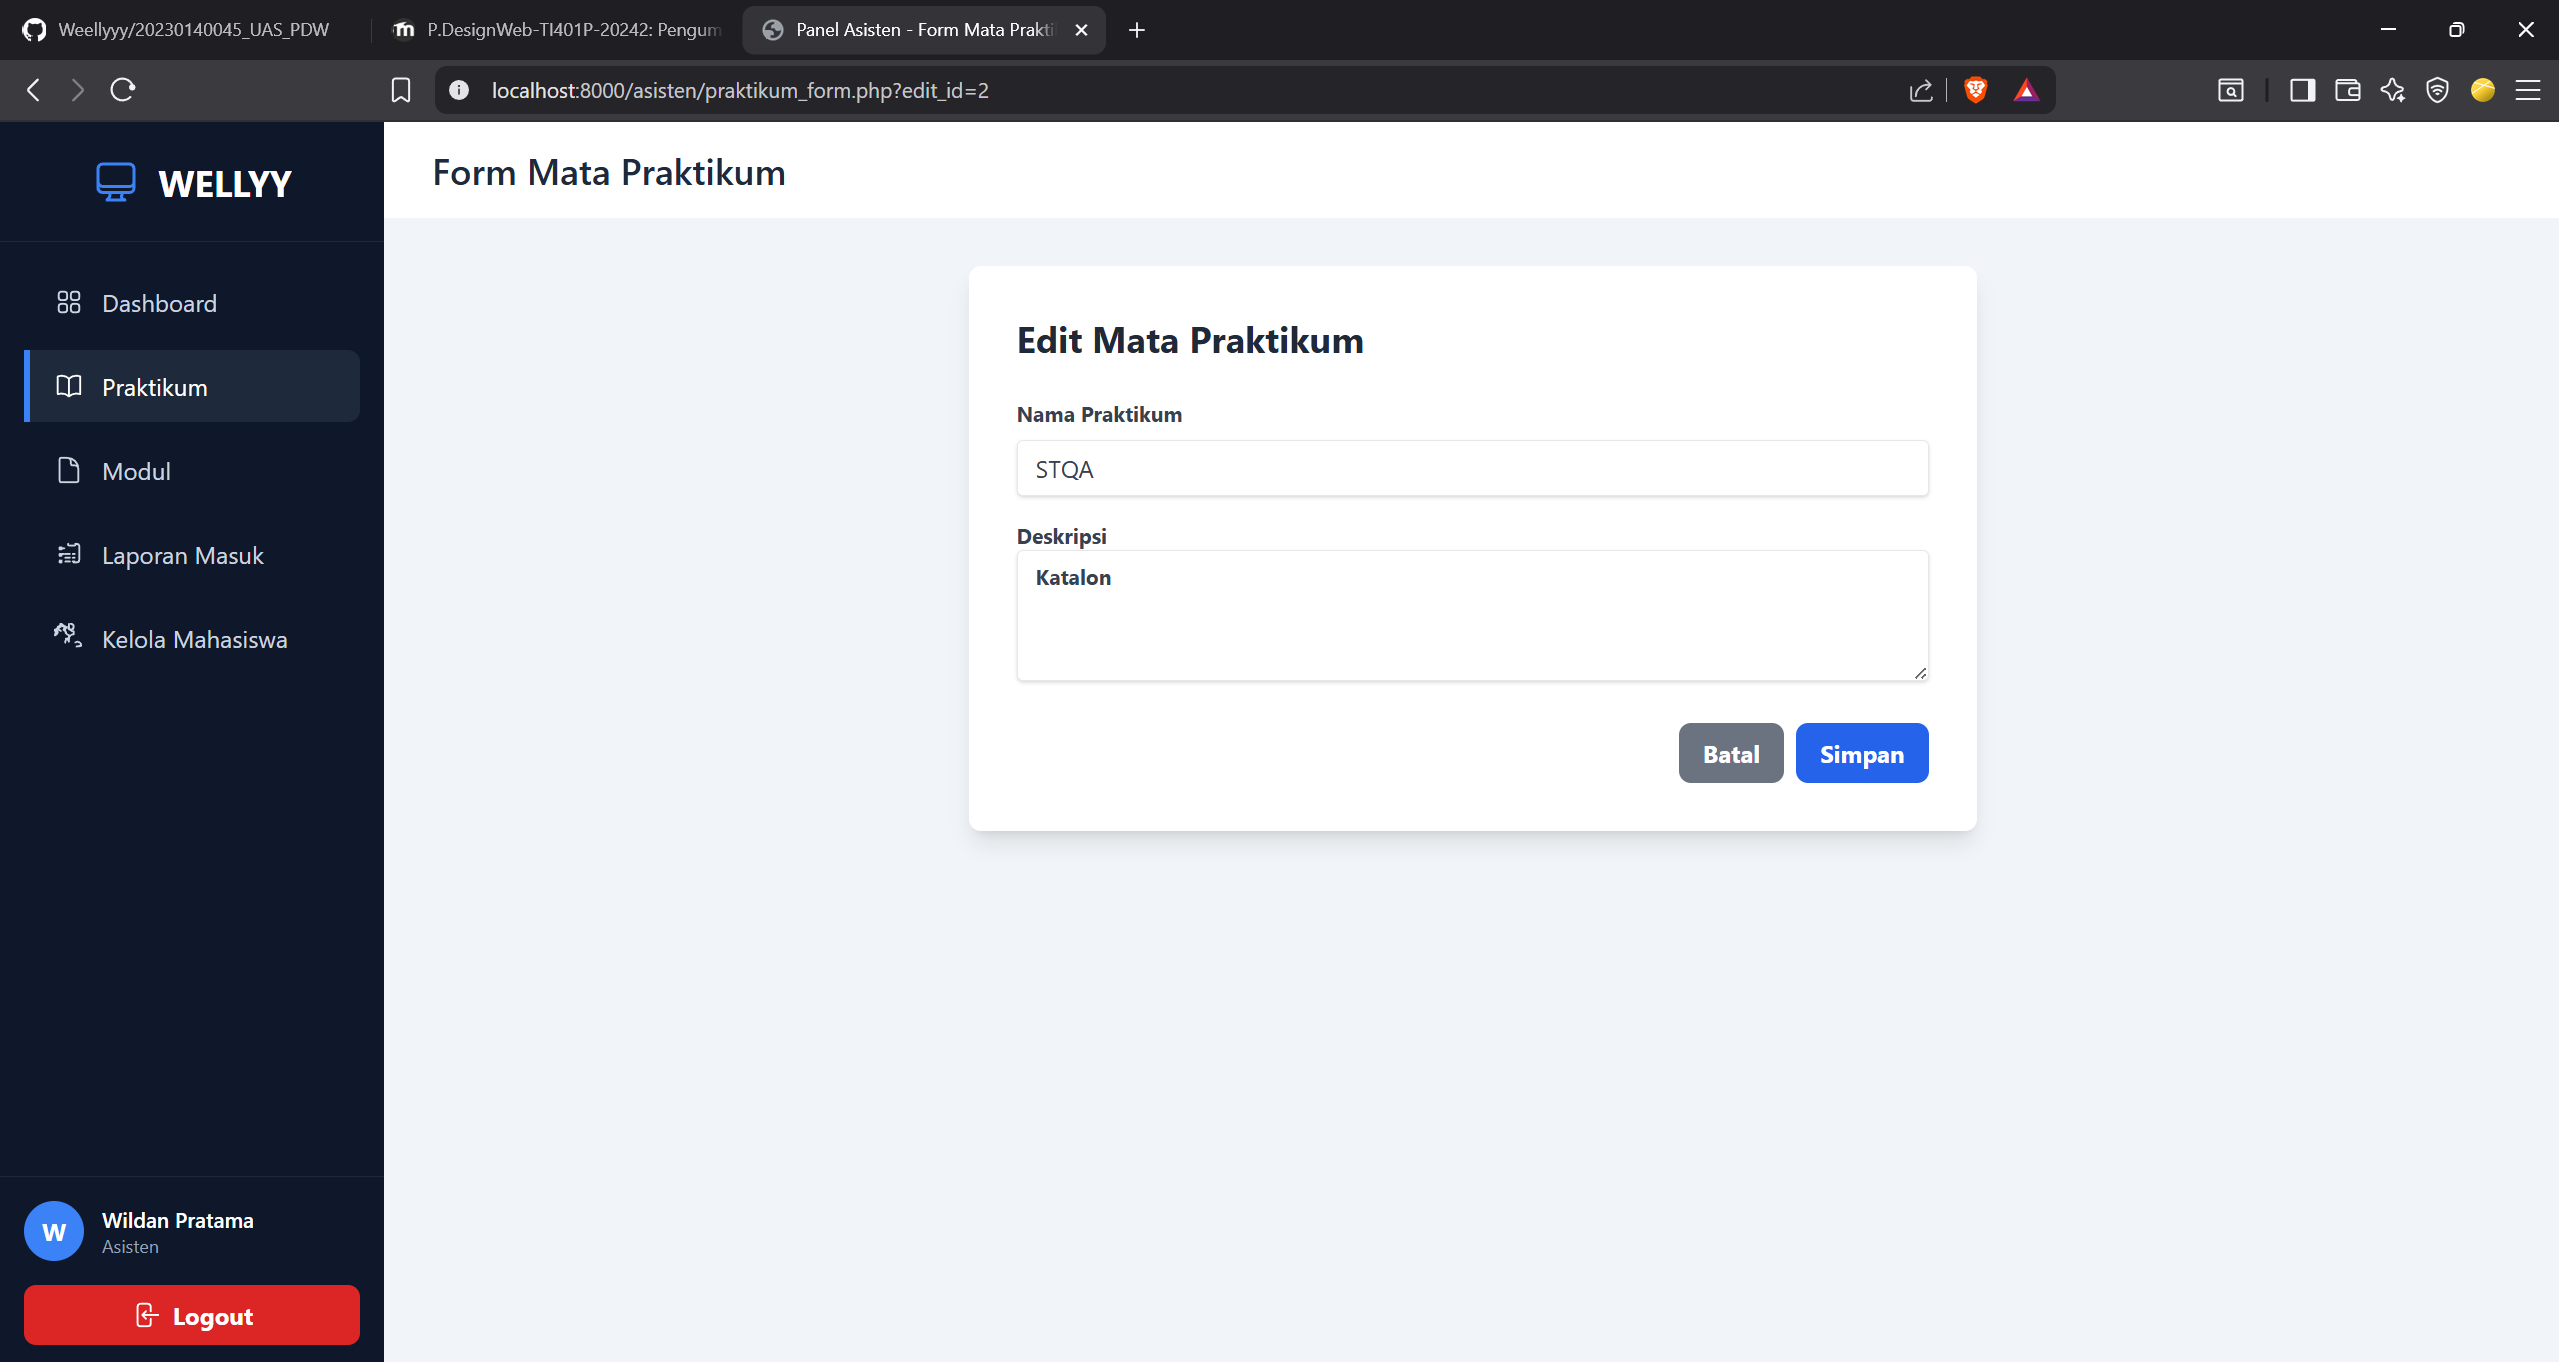 Weellyyy/20230140045_UAS_PDW
P.DesignWeb-TI401P-20242: Pengum
Panel Asisten - Form Mata Prakti
localhost:8000/asisten/praktikum_form.php?edit_id=2
WELLYY
Form Mata Praktikum
Dashboard
Praktikum
Modul
Laporan Masuk
Kelola Mahasiswa
Edit Mata Praktikum
Nama Praktikum
STQA
Deskripsi
Katalon
Batal
Simpan
W
Wildan Pratama
Asisten
Logout